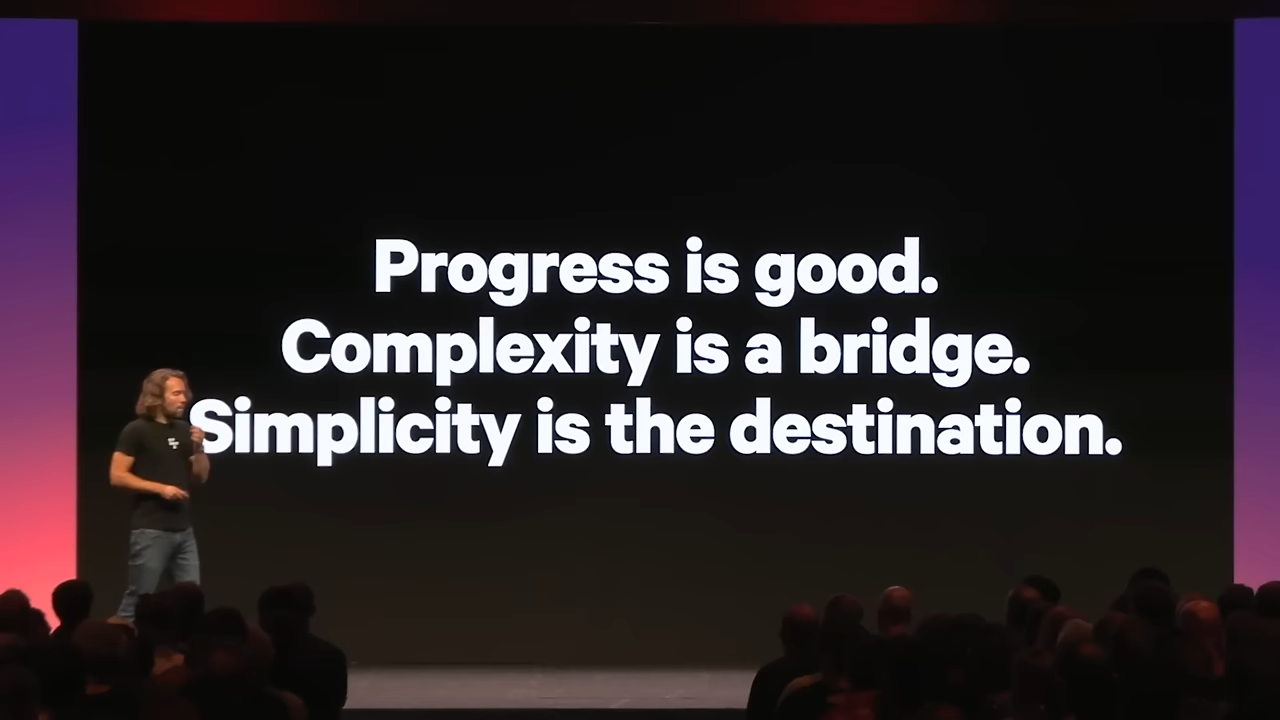 Progress is good.
Complexity is a bridge.
Simplicity is the destination.